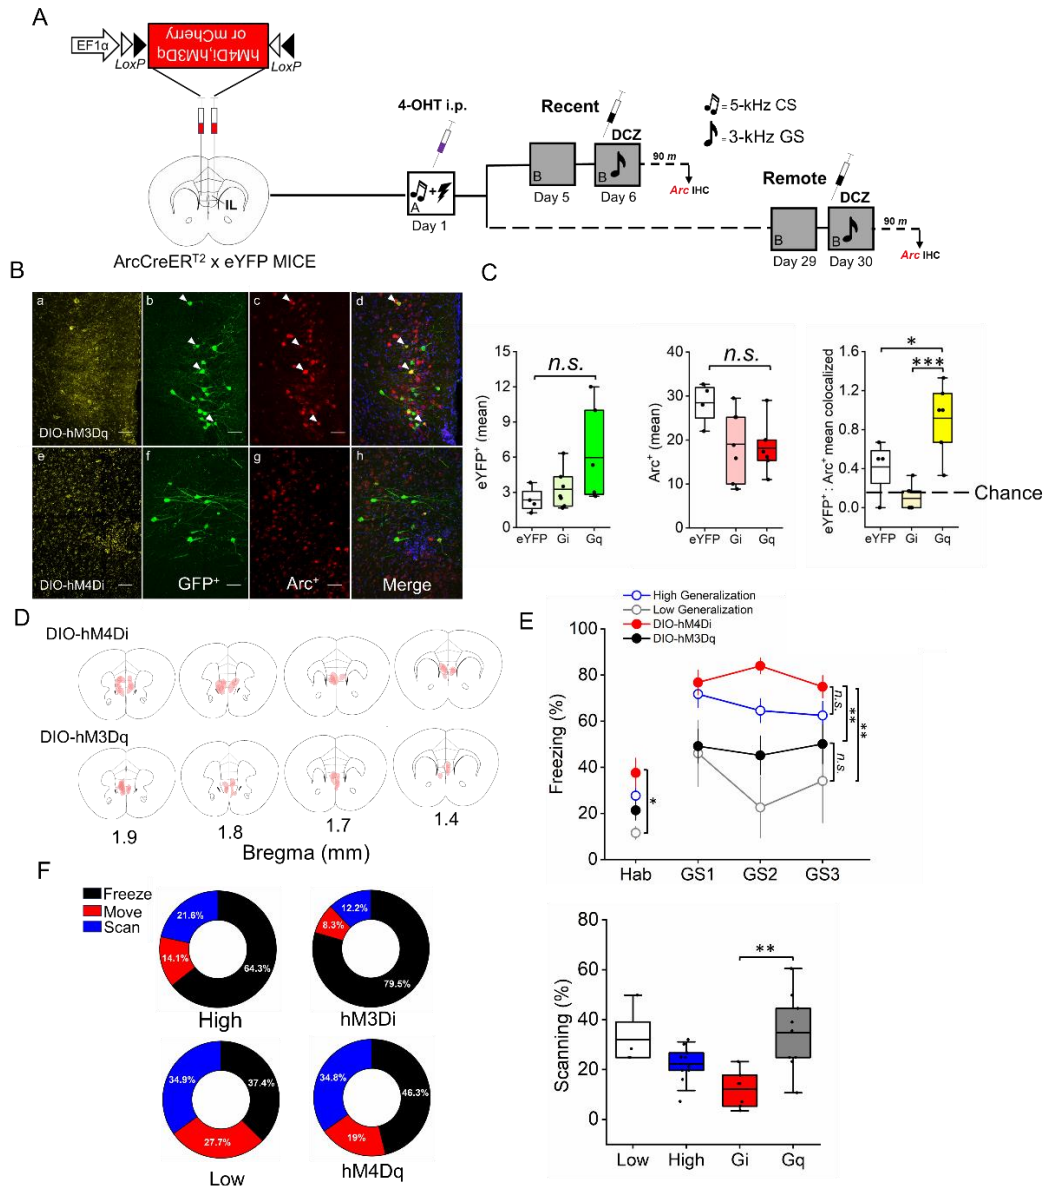 A
EF1α
hM4Di,hM3Dq
or mCherry
LoxP
LoxP
IL
ArcCreER^T2 x eYFP MICE
4-OHT i.p.
+
A
Day 1
Recent
DCZ
B
Day 5
B
Day 6
90 m
Arc IHC
= 5-kHz CS
= 3-kHz GS
Remote
DCZ
B
Day 29
B
Day 30
90 m
Arc IHC
B
a
b
c
d
DIO-hM3Dq
e
f
g
h
DIO-hM4Di
GFP⁺
Arc⁺
Merge
C
eYFP⁺ (mean)
15
12
9
6
3
0
n.s.
eYFP
Gi
Gq
Arc⁺ (mean)
40
30
20
10
0
n.s.
eYFP
Gi
Gq
eYFP⁺: Arc⁺ mean colocalized
1.6
1.2
0.8
0.4
0.0
*
***
Chance
eYFP
Gi
Gq
D
DIO-hM4Di
DIO-hM3Dq
1.9
1.8
1.7
1.4
Bregma (mm)
E
High Generalization
Low Generalization
DIO-hM4Di
DIO-hM3Dq
Freezing (%)
100
80
60
40
20
0
*
n.s.
**
n.s.
**
Hab
GS1
GS2
GS3
F
Freeze
Move
Scan
21.6%
14.1%
64.3%
High
12.2%
8.3%
79.5%
hM3Di
34.9%
37.4%
27.7%
Low
34.8%
46.3%
19%
hM4Dq
Scanning (%)
80
60
40
20
0
**
Low
High
Gi
Gq